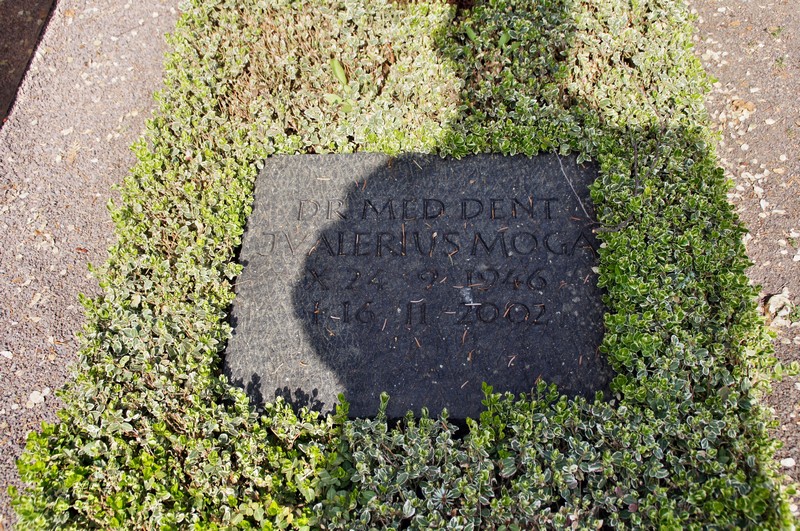 DR MED DENT
J VALERIUS MOGA
X 24 9 1946
† 16 11 2002